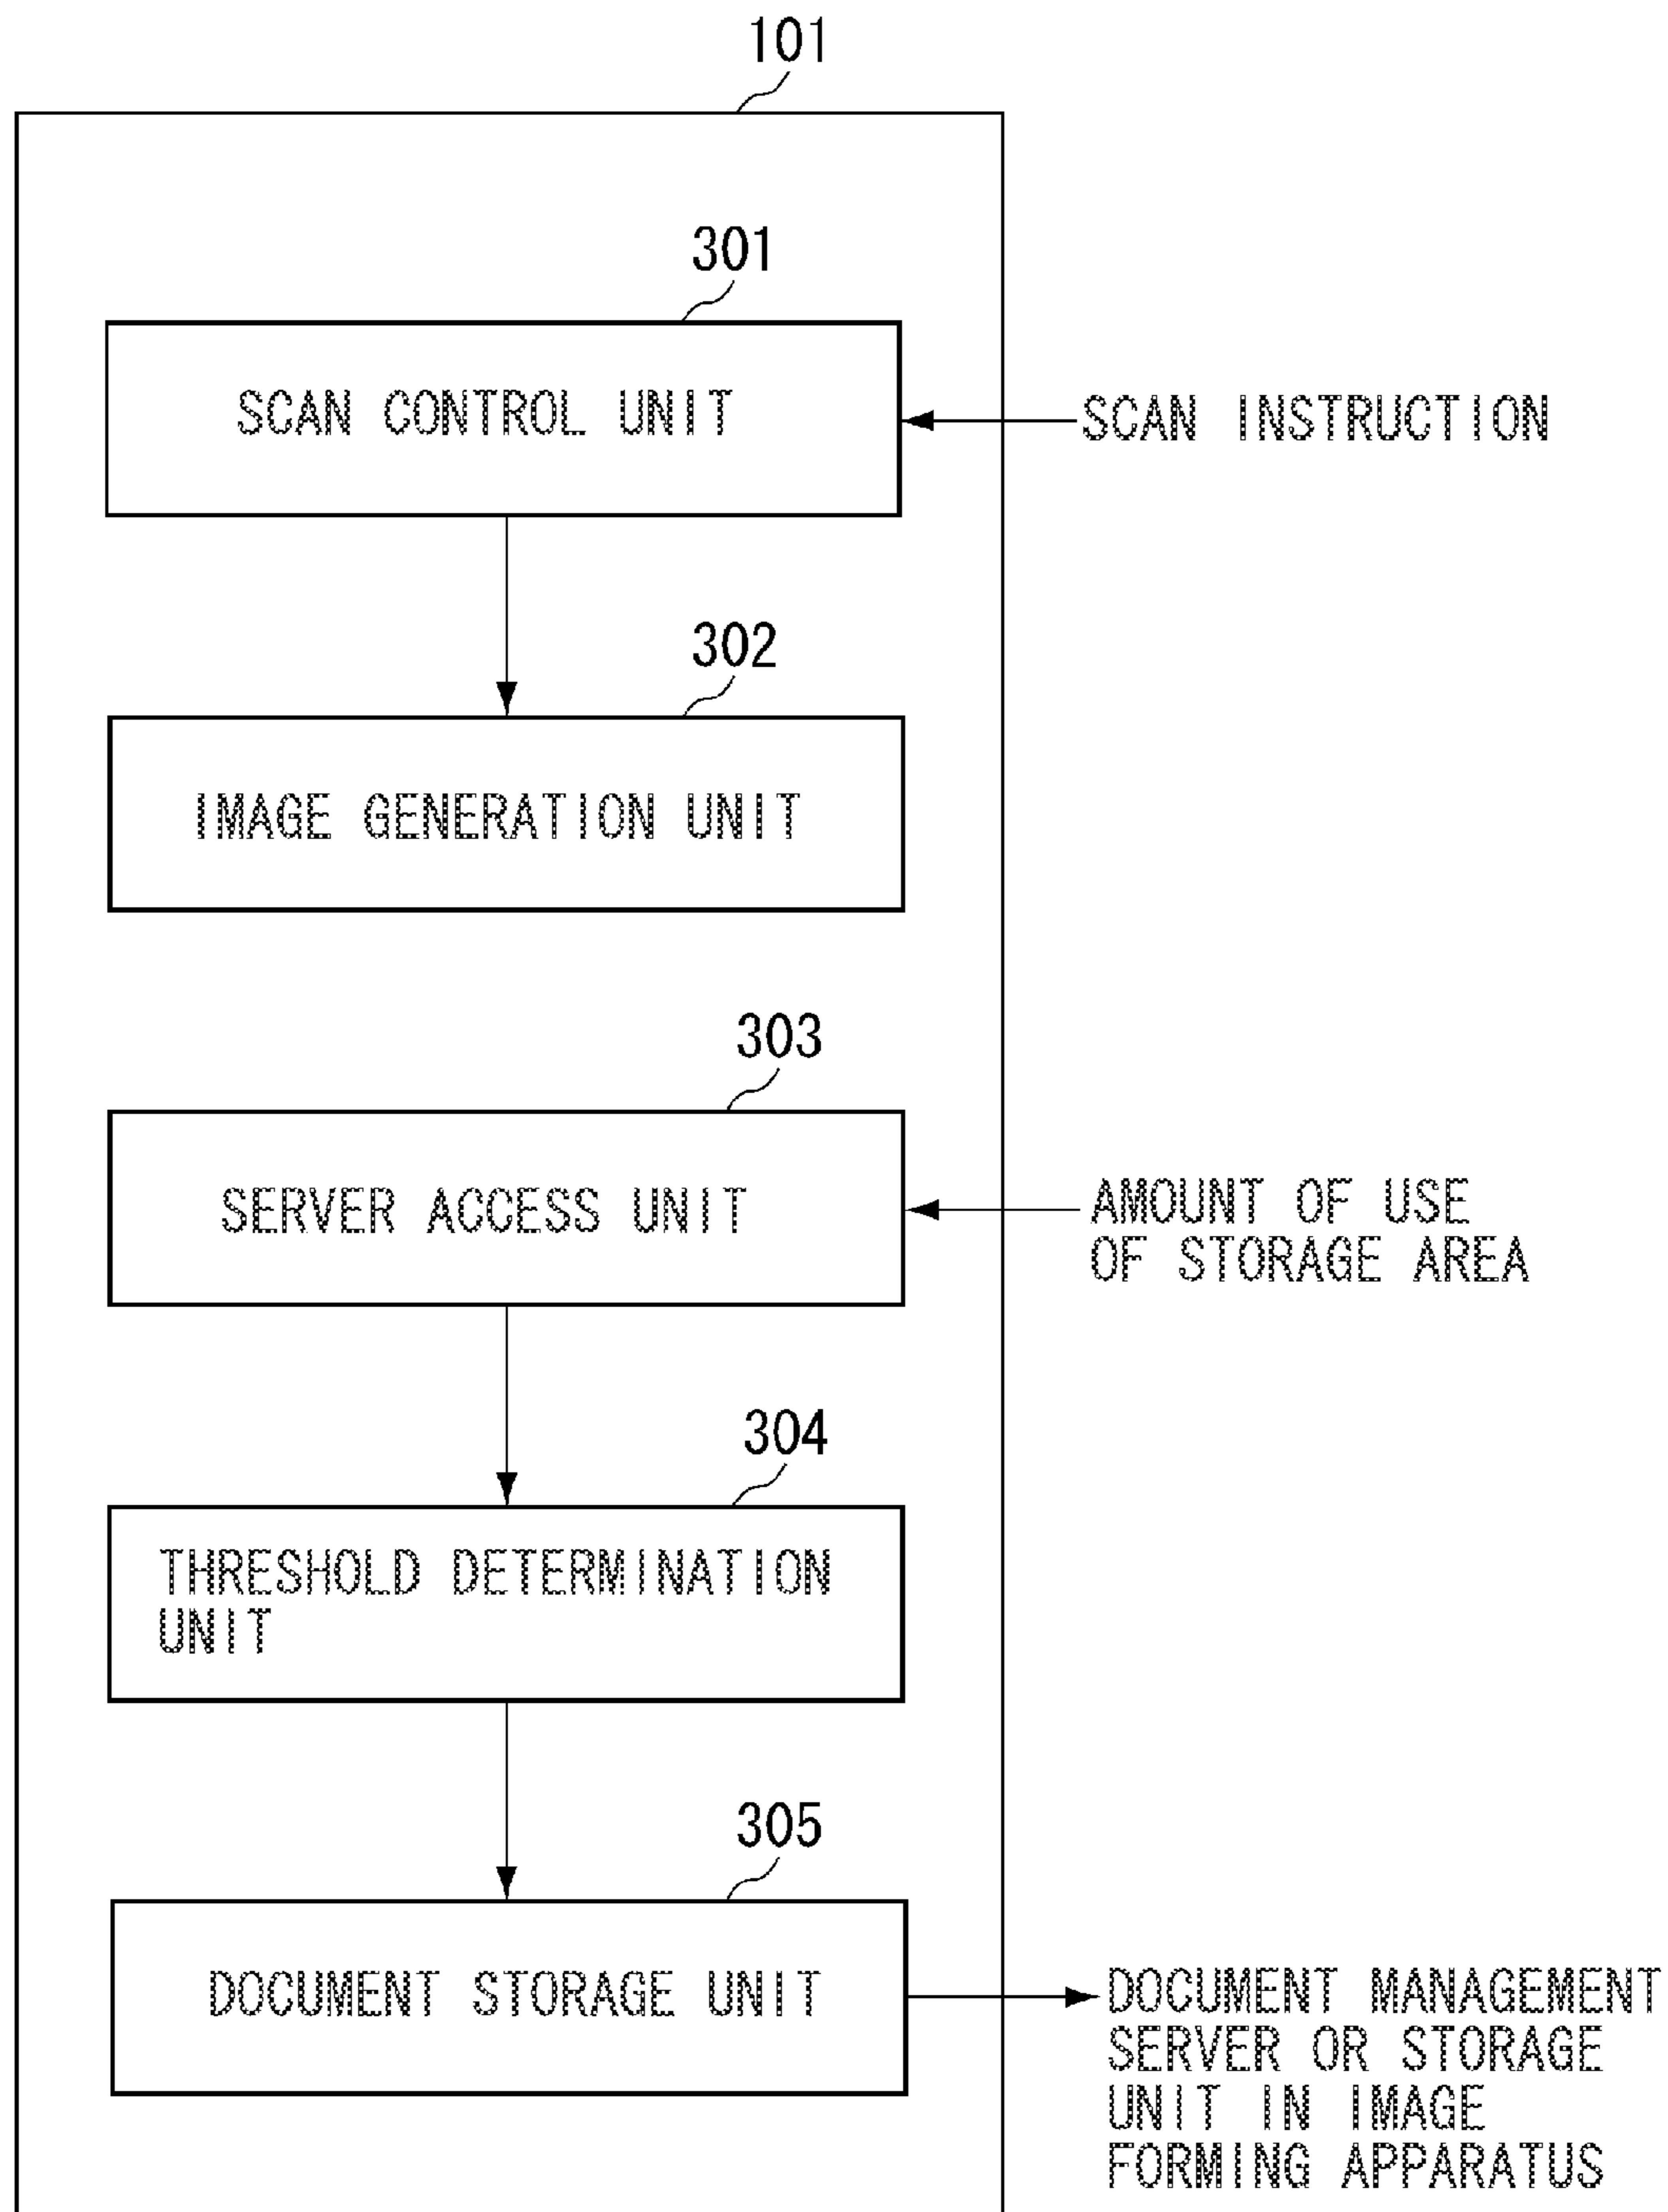 101
301
SCAN CONTROL UNIT
SCAN INSTRUCTION
302
IMAGE GENERATION UNIT
303
SERVER ACCESS UNIT
AMOUNT OF USE
OF STORAGE AREA
304
THRESHOLD DETERMINATION
UNIT
305
DOCUMENT STORAGE UNIT
DOCUMENT MANAGEMENT
SERVER OR STORAGE
UNIT IN IMAGE
FORMING APPARATUS